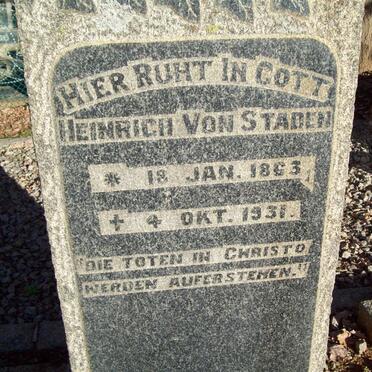 HIER RUHT IN GOTT
HEINRICH VON STADEN
* 18 JAN. 1863
+ 4 OKT. 1931.
"DIE TOTEN IN CHRISTO
WERDEN AUFERSTEHEN."